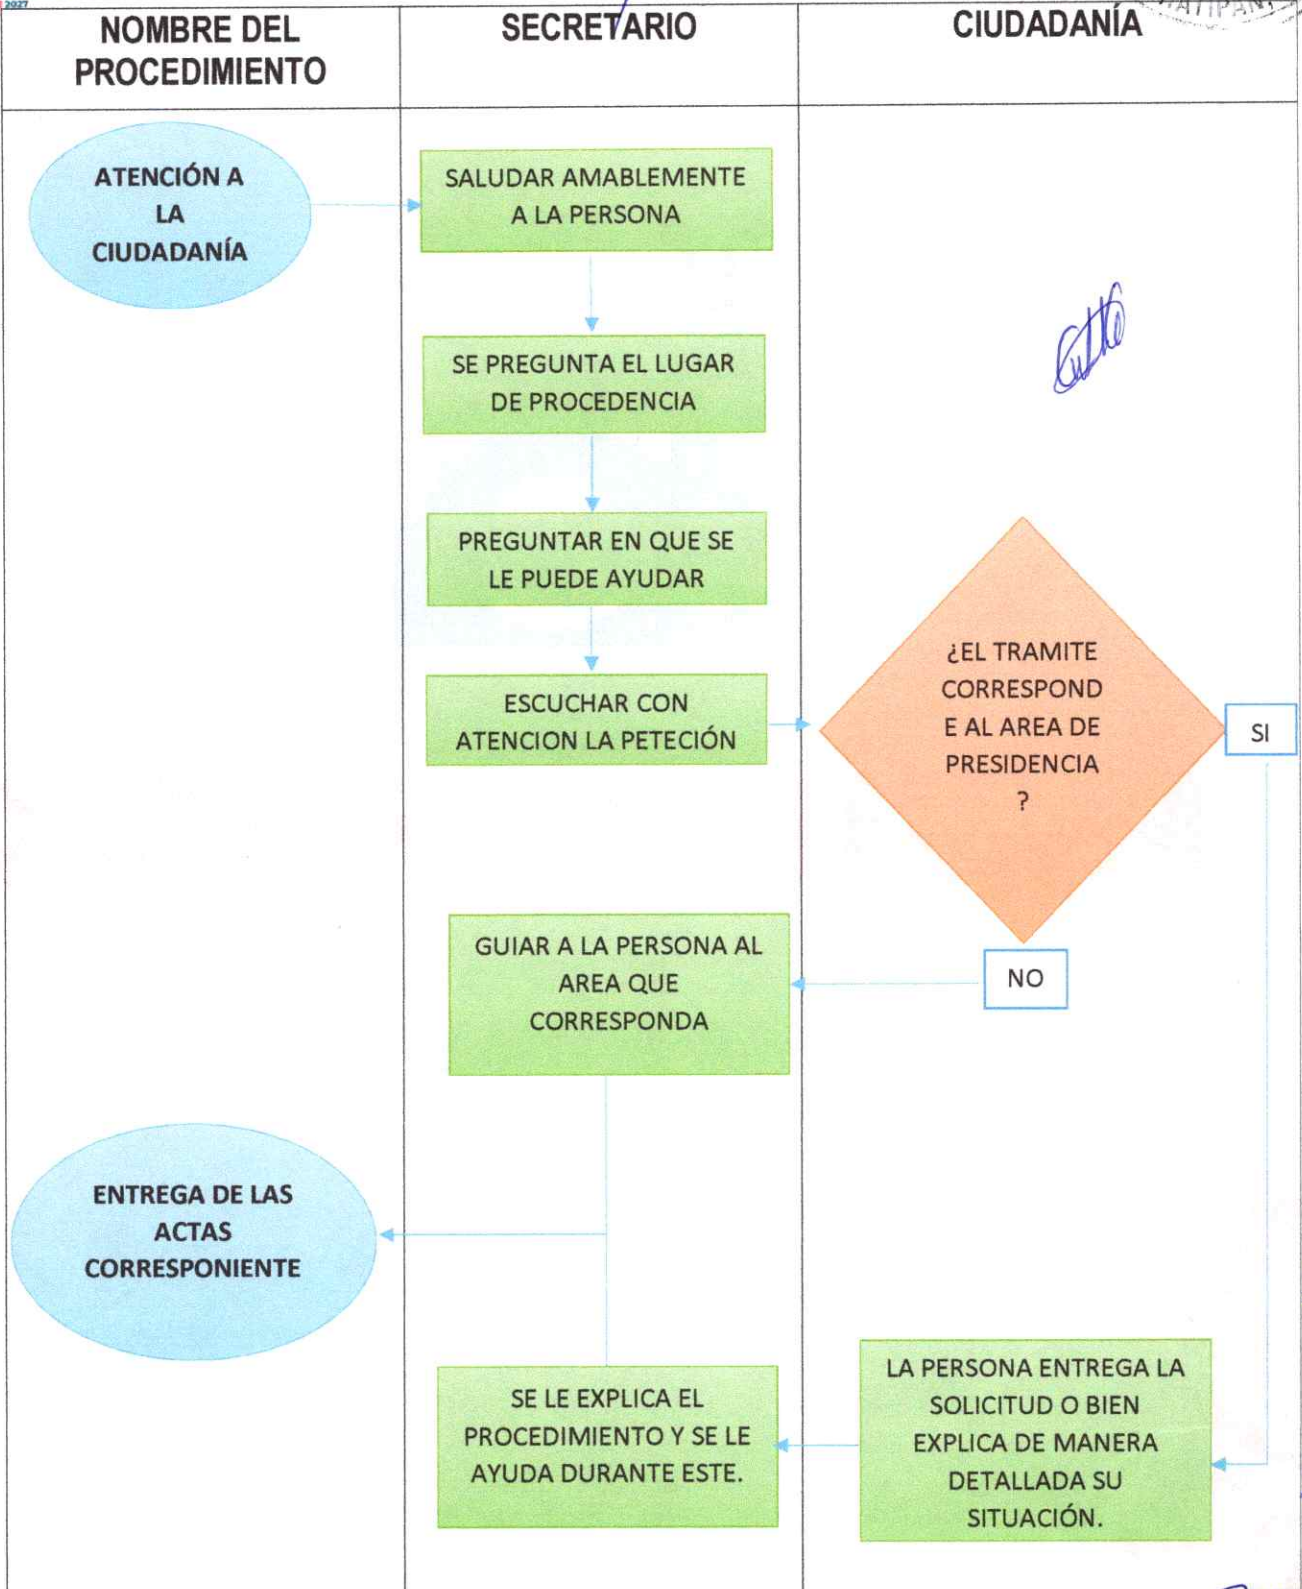 2027
NOMBRE DEL
PROCEDIMIENTO
SECRETARIO
CIUDADANÍA
ATENCIÓN A
LA
CIUDADANÍA
SALUDAR AMABLEMENTE
A LA PERSONA
SE PREGUNTA EL LUGAR
DE PROCEDENCIA
PREGUNTAR EN QUE SE
LE PUEDE AYUDAR
ESCUCHAR CON
ATENCION LA PETECIÓN
¿EL TRAMITE
CORRESPOND
E AL AREA DE
PRESIDENCIA
?
SI
NO
GUIAR A LA PERSONA AL
AREA QUE
CORRESPONDA
ENTREGA DE LAS
ACTAS
CORRESPONIENTE
LA PERSONA ENTREGA LA
SOLICITUD O BIEN
EXPLICA DE MANERA
DETALLADA SU
SITUACIÓN.
SE LE EXPLICA EL
PROCEDIMIENTO Y SE LE
AYUDA DURANTE ESTE.